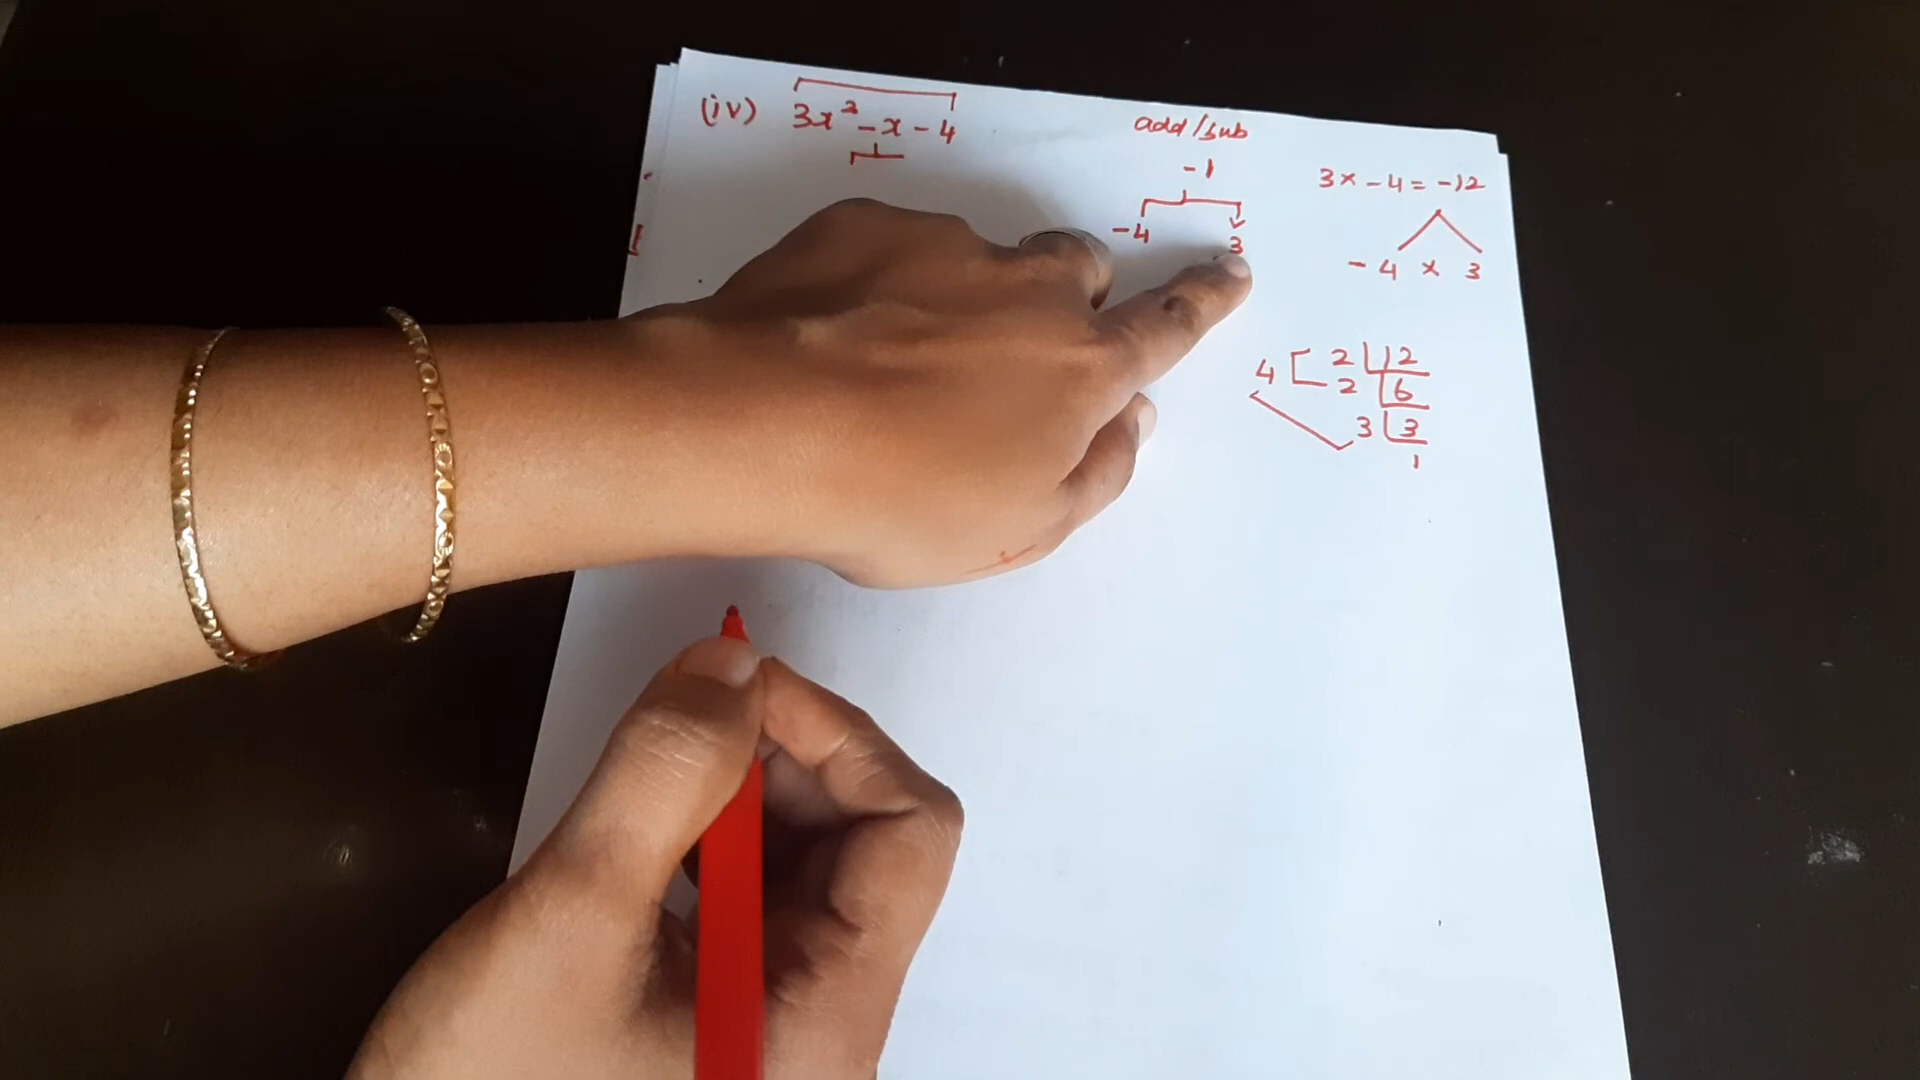 (iv) 3x² - x - 4
add/sub
-1
-4 3
3 x - 4 = -12
- 4 x 3
4 2 12
2 6
3 3
1